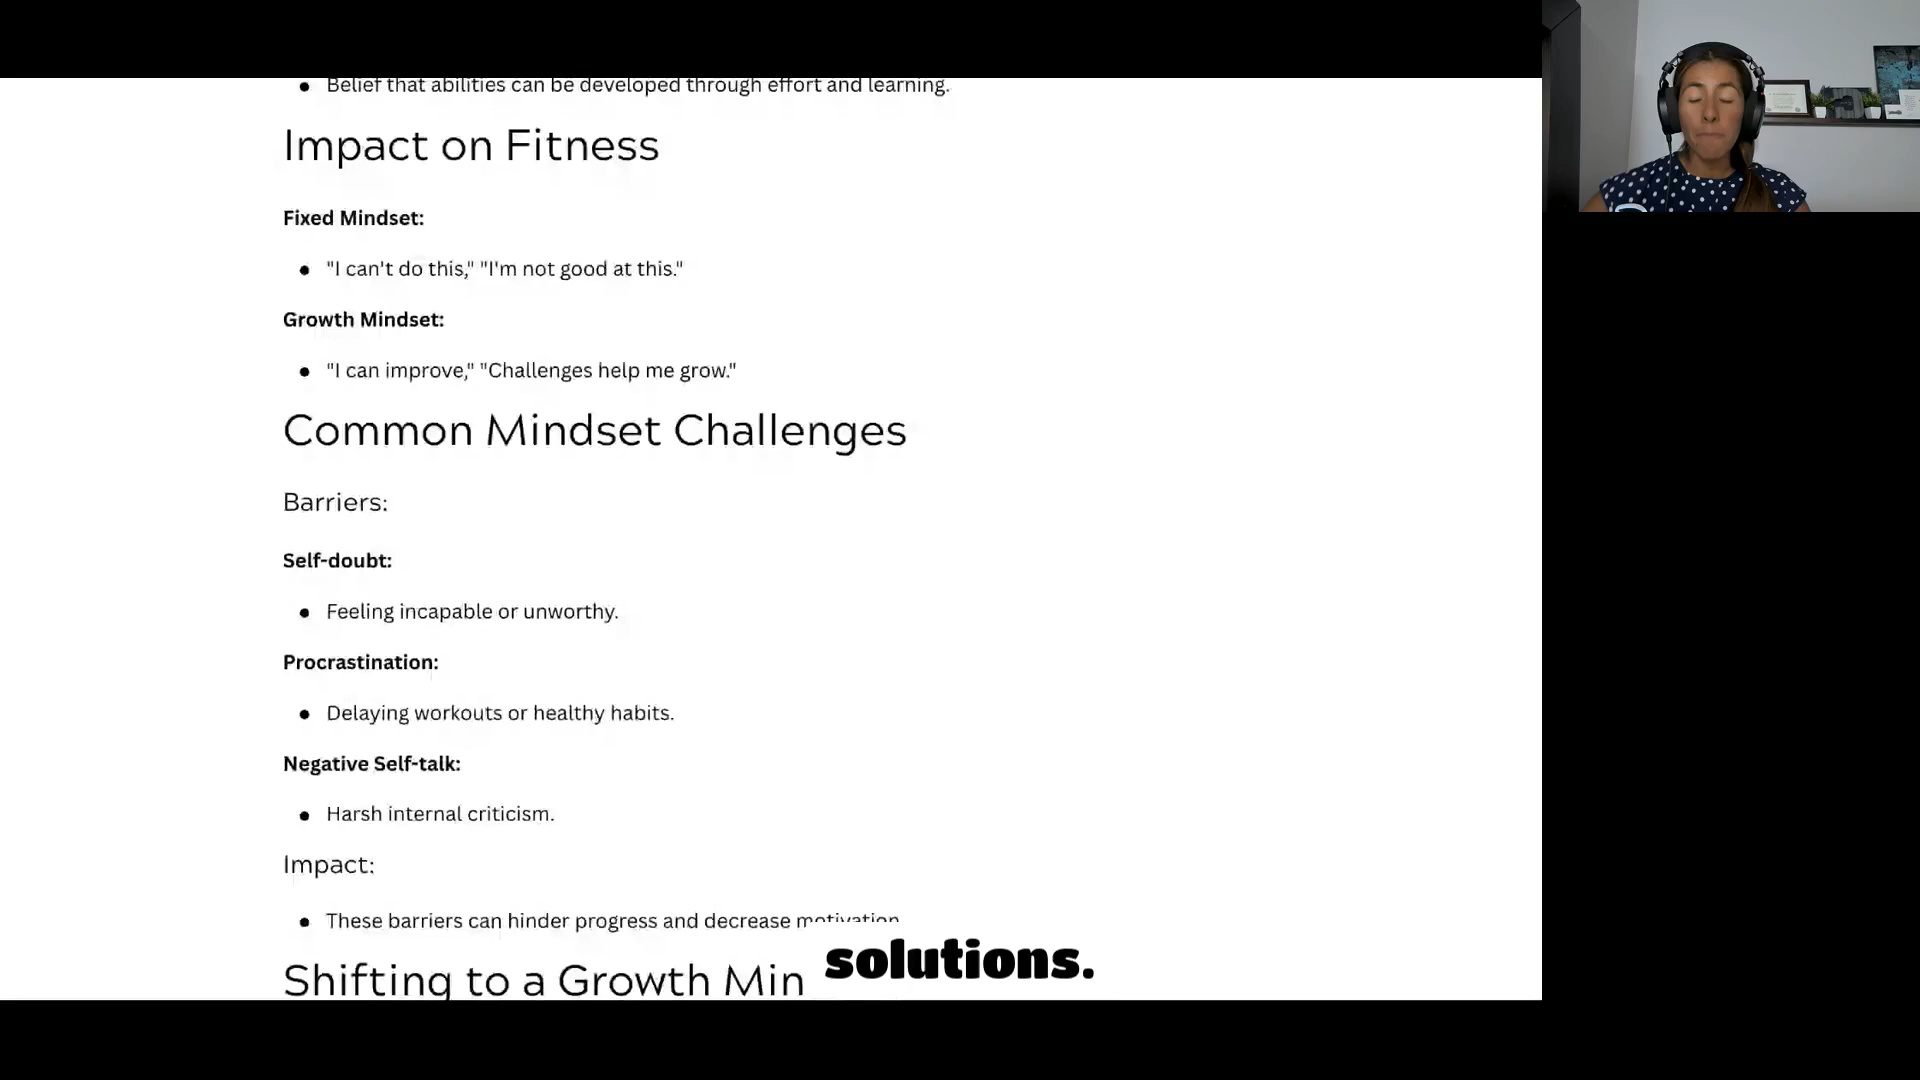 Belief that abilities can be developed through effort and learning.
Impact on Fitness
Fixed Mindset:
"I can't do this," "I'm not good at this."
Growth Mindset:
"I can improve," "Challenges help me grow."
Common Mindset Challenges
Barriers:
Self-doubt:
Feeling incapable or unworthy.
Procrastination:
Delaying workouts or healthy habits.
Negative Self-talk:
Harsh internal criticism.
Impact:
These barriers can hinder progress and decrease motivation
Shifting to a Growth Min
solutions.